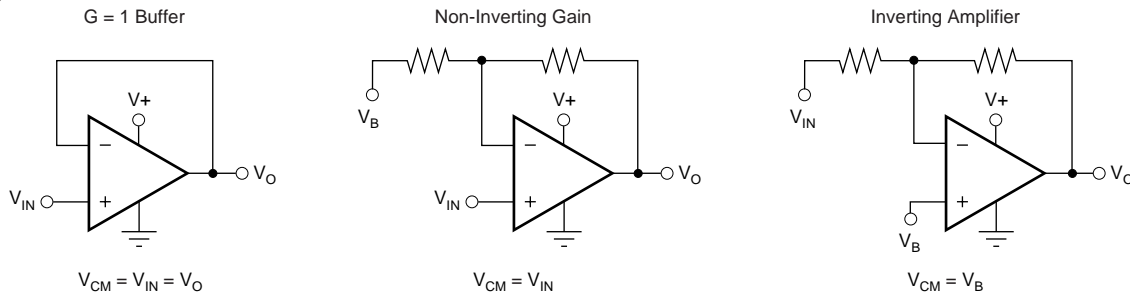 G = 1 Buffer
V+
−
+
V_IN
V_O
V_CM = V_IN = V_O
Non-Inverting Gain
V_B
V+
−
+
V_IN
V_O
V_CM = V_IN
Inverting Amplifier
V_IN
V+
−
+
V_B
V_O
V_CM = V_B